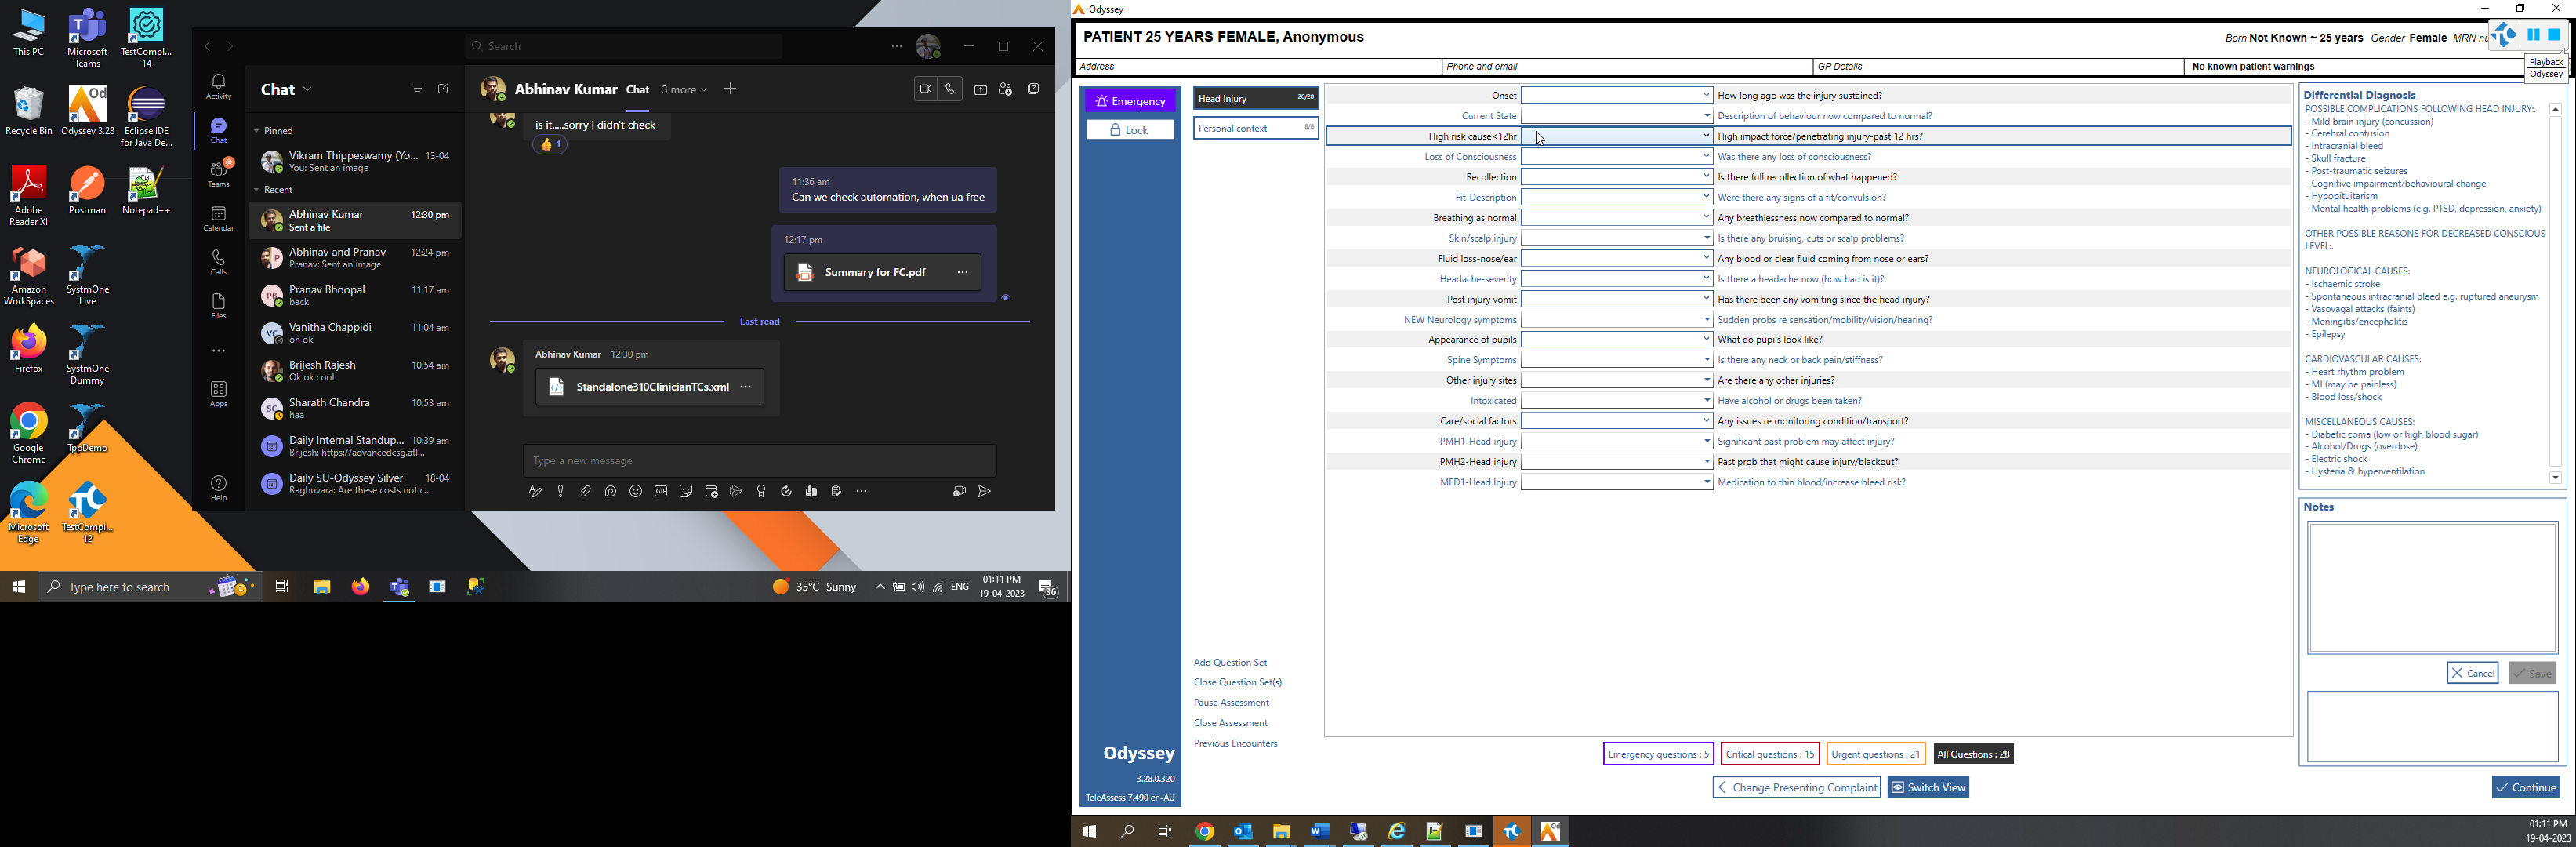 This PC
Microsoft
Teams
TestCompl...
14
Recycle Bin
Odyssey 3.28
Eclipse IDE
for Java De...
Adobe
Reader XI
Postman
Notepad++
Amazon
WorkSpaces
SystmOne
Live
Firefox
SystmOne
Dummy
Google
Chrome
TppDemo
Microsoft
Edge
TestCompl...
12
Search
Activity
Chat
Teams
Calendar
Calls
Files
Apps
Help
Chat
Pinned
Vikram Thippeswamy (Yo... 13-04
You: Sent an image
Recent
Abhinav Kumar 12:30 pm
Sent a file
Abhinav and Pranav 12:24 pm
Pranav: Sent an image
PB Pranav Bhoopal 11:17 am
back
VC Vanitha Chappidi 11:04 am
oh ok
Brijesh Rajesh 10:54 am
Ok ok cool
SC Sharath Chandra 10:53 am
haa
Daily Internal Standup... 10:39 am
Brijesh: https://advancedcsg.atl...
Daily SU-Odyssey Silver 18-04
Raghuvara: Are these costs not c...
Abhinav Kumar Chat 3 more
is it.....sorry i didn't check
1
11:36 am
Can we check automation, when ua free
12:17 pm
Summary for FC.pdf
Last read
Abhinav Kumar 12:30 pm
Standalone310ClinicianTCs.xml
Type a new message
GIF
Type here to search
35°C Sunny
ENG
01:11 PM
19-04-2023
36
Odyssey
PATIENT 25 YEARS FEMALE, Anonymous
Born Not Known ~ 25 years Gender Female MRN nu
Playback
Odyssey
Address
Phone and email
GP Details
No known patient warnings
Emergency
Lock
Head Injury 20/20
Personal context 8/8
Onset How long ago was the injury sustained?
Current State Description of behaviour now compared to normal?
High risk cause<12hr High impact force/penetrating injury-past 12 hrs?
Loss of Consciousness Was there any loss of consciousness?
Recollection Is there full recollection of what happened?
Fit-Description Were there any signs of a fit/convulsion?
Breathing as normal Any breathlessness now compared to normal?
Skin/scalp injury Is there any bruising, cuts or scalp problems?
Fluid loss-nose/ear Any blood or clear fluid coming from nose or ears?
Headache-severity Is there a headache now (how bad is it)?
Post injury vomit Has there been any vomiting since the head injury?
NEW Neurology symptoms Sudden probs re sensation/mobility/vision/hearing?
Appearance of pupils What do pupils look like?
Spine Symptoms Is there any neck or back pain/stiffness?
Other injury sites Are there any other injuries?
Intoxicated Have alcohol or drugs been taken?
Care/social factors Any issues re monitoring condition/transport?
PMH1-Head injury Significant past problem may affect injury?
PMH2-Head injury Past prob that might cause injury/blackout?
MED1-Head Injury Medication to thin blood/increase bleed risk?
Differential Diagnosis
POSSIBLE COMPLICATIONS FOLLOWING HEAD INJURY:.
- Mild brain injury (concussion)
- Cerebral contusion
- Intracranial bleed
- Skull fracture
- Post-traumatic seizures
- Cognitive impairment/behavioural change
- Hypopituitarism
- Mental health problems (e.g. PTSD, depression, anxiety)
OTHER POSSIBLE REASONS FOR DECREASED CONSCIOUS
LEVEL:.
NEUROLOGICAL CAUSES:
- Ischaemic stroke
- Spontaneous intracranial bleed e.g. ruptured aneurysm
- Vasovagal attacks (faints)
- Meningitis/encephalitis
- Epilepsy
CARDIOVASCULAR CAUSES:
- Heart rhythm problem
- MI (may be painless)
- Blood loss/shock
MISCELLANEOUS CAUSES:
- Diabetic coma (low or high blood sugar)
- Alcohol/Drugs (overdose)
- Electric shock
- Hysteria & hyperventilation
Notes
Cancel
Save
Add Question Set
Close Question Set(s)
Pause Assessment
Close Assessment
Previous Encounters
Odyssey
3.28.0.320
TeleAssess 7.490 en-AU
Emergency questions : 5
Critical questions : 15
Urgent questions : 21
All Questions : 28
Change Presenting Complaint
Switch View
Continue
01:11 PM
19-04-2023